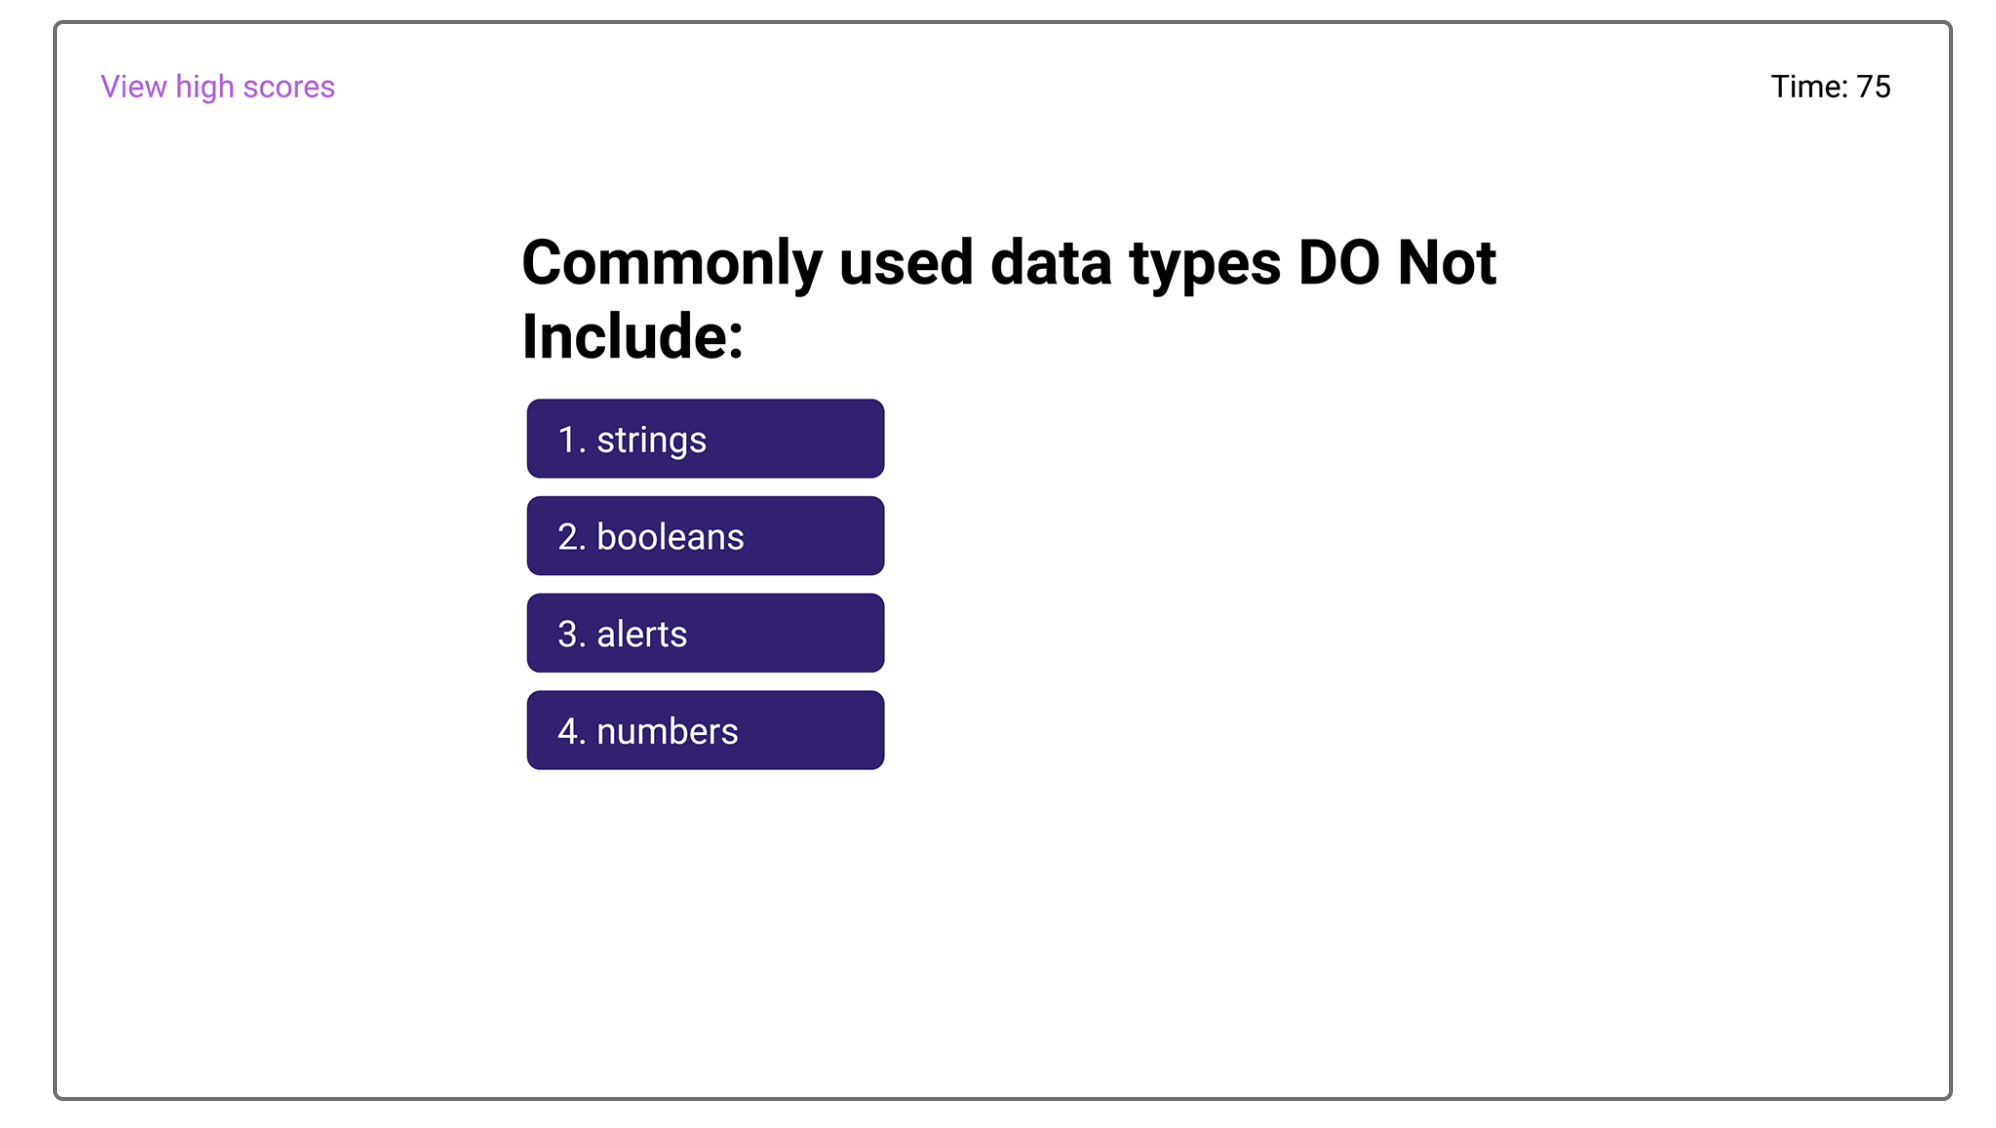 View high scores
Time: 75
Commonly used data types DO Not
Include:
1. strings
2. booleans
3. alerts
4. numbers